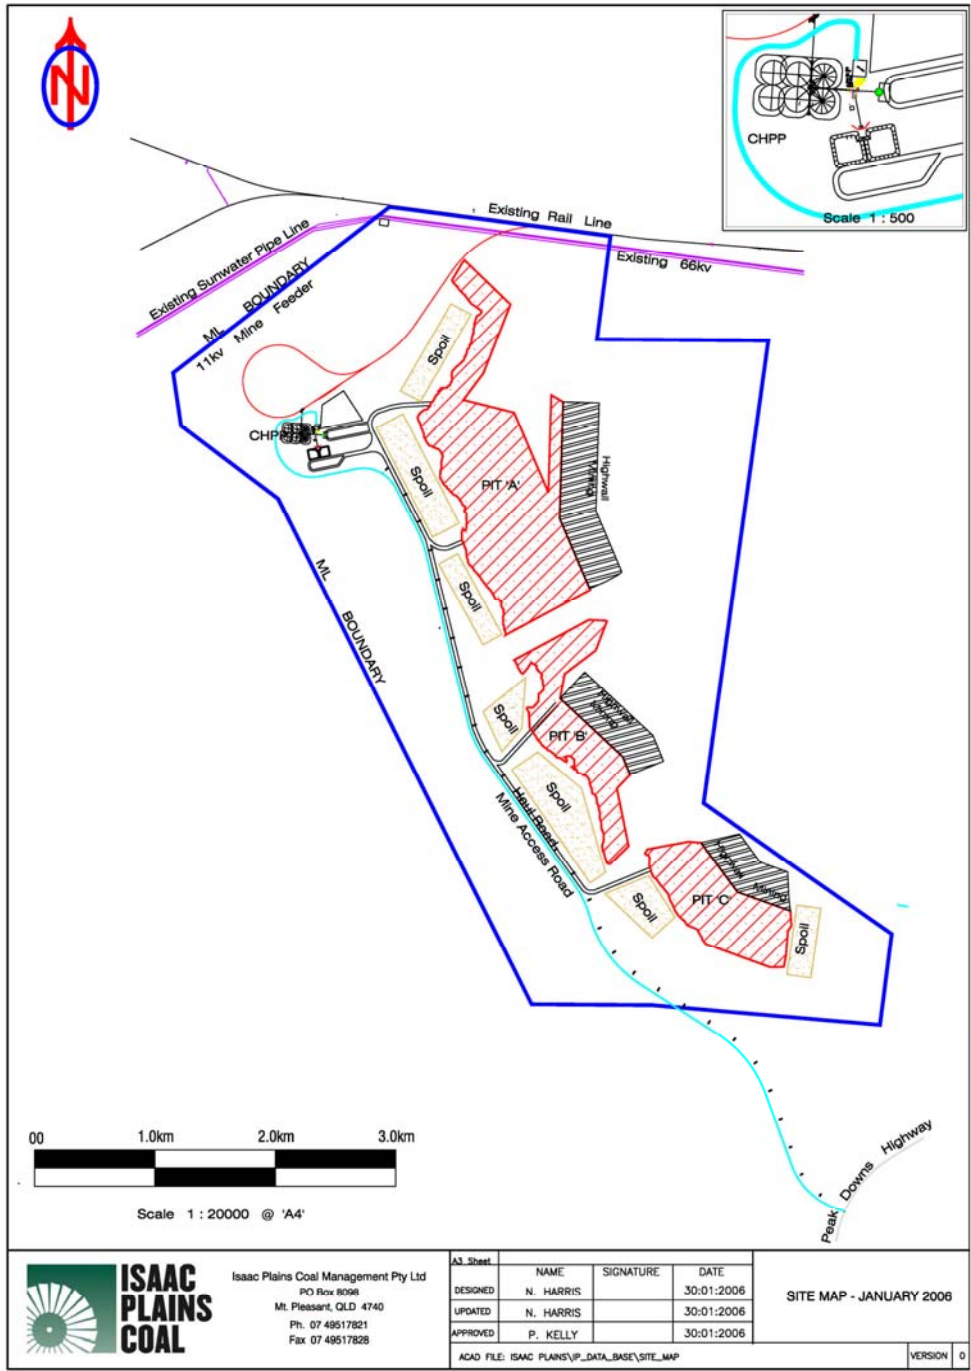 N
CHPP
Scale 1 : 500
Existing Rail Line
Existing 66kv
Existing Sunwater Pipe Line
ML BOUNDARY
11kv Mine Feeder
Spoil
CHPP
Spoil
PIT 'A'
Highwall
Mining
Spoil
ML BOUNDARY
Spoil
Highwall
Mining
PIT 'B'
Spoil
Haul Road
Mine Access Road
Highwall Mining
PIT 'C'
Spoil
Spoil
00 1.0km 2.0km 3.0km
Scale 1 : 20000 @ 'A4'
Peak Downs Highway
ISAAC
PLAINS
COAL
Isaac Plains Coal Management Pty Ltd
PO Box 8098
Mt. Pleasant, QLD 4740
Ph. 07 49517821
Fax 07 49517828
A3 Sheet
NAME SIGNATURE DATE
DESIGNED N. HARRIS 30:01:2006
UPDATED N. HARRIS 30:01:2006
APPROVED P. KELLY 30:01:2006
ACAD FILE: ISAAC PLAINS\IP_DATA_BASE\SITE_MAP
SITE MAP - JANUARY 2006
VERSION 0